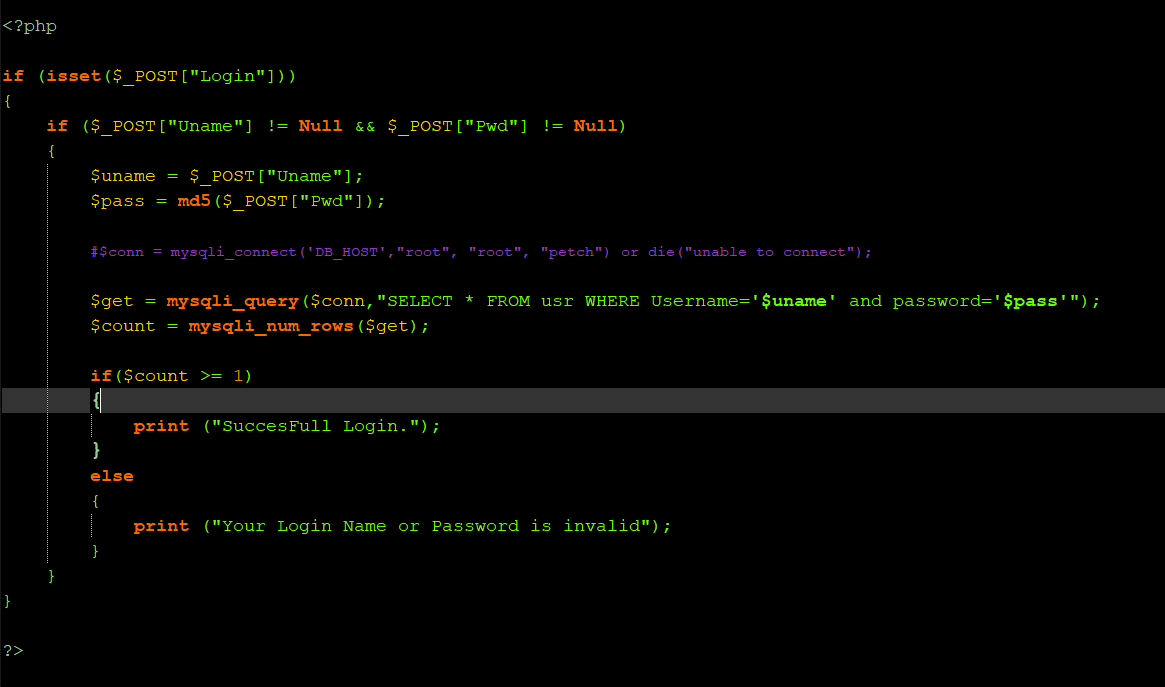 <?php
if (isset($_POST["Login"]))
{
if ($_POST["Uname"] != Null && $_POST["Pwd"] != Null)
{
$uname = $_POST["Uname"];
$pass = md5($_POST["Pwd"]);
#$conn = mysqli_connect('DB_HOST',"root", "root", "petch") or die("unable to connect");
$get = mysqli_query($conn,"SELECT * FROM usr WHERE Username='$uname' and password='$pass'");
$count = mysqli_num_rows($get);
if($count >= 1)
{
print ("SuccesFull Login.");
}
else
{
print ("Your Login Name or Password is invalid");
}
}
}
?>